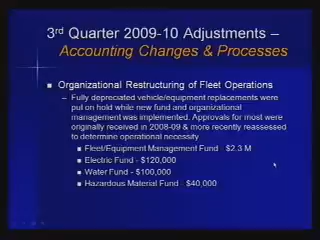 3rd Quarter 2009-10 Adjustments –
Accounting Changes & Processes
Organizational Restructuring of Fleet Operations
– Fully depreciated vehicle/equipment replacements were
put on hold while new fund and organizational
management was implemented. Approvals for most were
originally received in 2008-09 & more recently reassessed
to determine operational necessity
Fleet/Equipment Management Fund - $2.3 M
Electric Fund - $120,000
Water Fund - $100,000
Hazardous Material Fund - $40,000